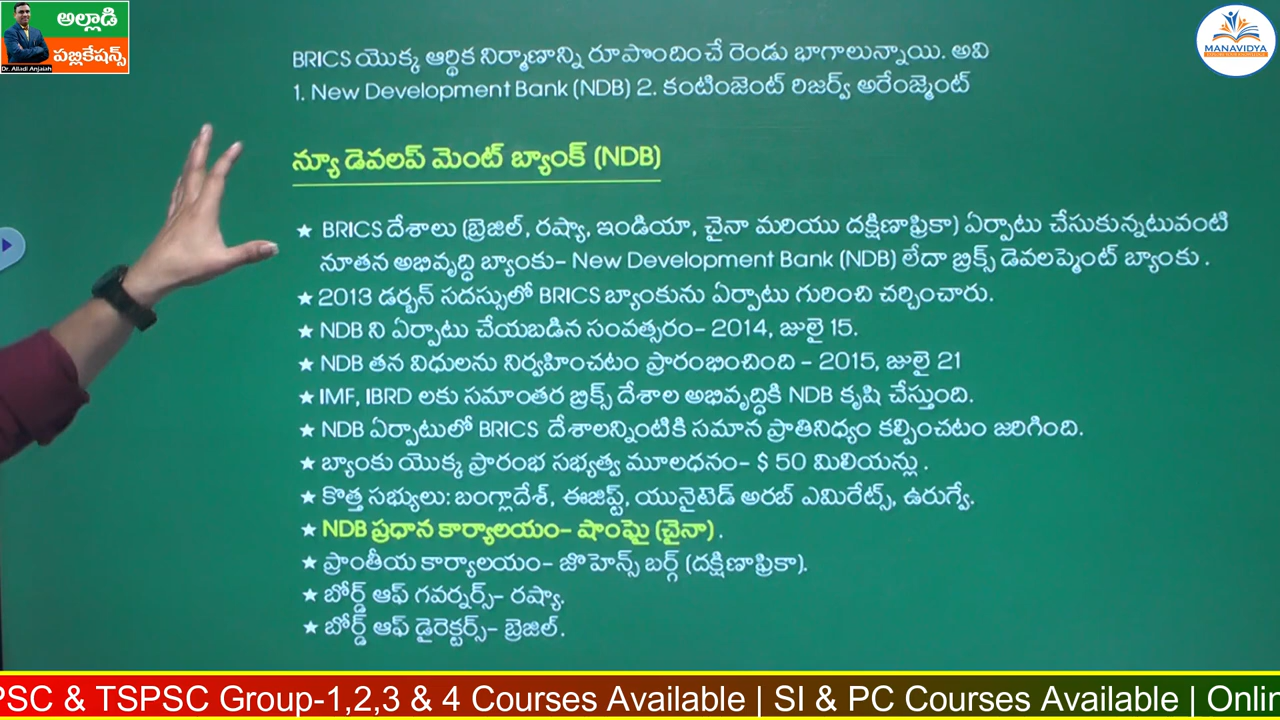 అల్లాడి
పబ్లికేషన్స్
Dr. Alladi Anjaiah
MANAVIDYA
BRICS యొక్క ఆర్థిక నిర్మాణాన్ని రూపొందించే రెండు భాగాలున్నాయి. అవి
1. New Development Bank (NDB) 2. కంటింజెంట్ రిజర్వ్ అరేంజ్మెంట్
న్యూ డెవలప్ మెంట్ బ్యాంక్ (NDB)
★ BRICS దేశాలు (బ్రెజిల్, రష్యా, ఇండియా, చైనా మరియు దక్షిణాఫ్రికా) ఏర్పాటు చేసుకున్నటువంటి
నూతన అభివృద్ధి బ్యాంకు– New Development Bank (NDB) లేదా బ్రిక్స్ డెవలప్మెంట్ బ్యాంకు .
★ 2013 డర్బన్ సదస్సులో BRICS బ్యాంకును ఏర్పాటు గురించి చర్చించారు.
★ NDB ని ఏర్పాటు చేయబడిన సంవత్సరం– 2014, జులై 15.
★ NDB తన విధులను నిర్వహించటం ప్రారంభించింది – 2015, జులై 21
★ IMF, IBRD లకు సమాంతర బ్రిక్స్ దేశాల అభివృద్ధికి NDB కృషి చేస్తుంది.
★ NDB ఏర్పాటులో BRICS దేశాలన్నింటికి సమాన ప్రాతినిధ్యం కల్పించటం జరిగింది.
★ బ్యాంకు యొక్క ప్రారంభ సభ్యత్వ మూలధనం– $ 50 మిలియన్లు .
★ కొత్త సభ్యులు: బంగ్లాదేశ్, ఈజిప్ట్, యునైటెడ్ అరబ్ ఎమిరేట్స్, ఉరుగ్వే.
★ NDB ప్రధాన కార్యాలయం– షాంఘై (చైనా) .
★ ప్రాంతీయ కార్యాలయం– జొహెన్స్ బర్గ్ (దక్షిణాఫ్రికా).
★ బోర్డ్ ఆఫ్ గవర్నర్స్– రష్యా.
★ బోర్డ్ ఆఫ్ డైరెక్టర్స్– బ్రెజిల్.
PSC & TSPSC Group-1,2,3 & 4 Courses Available | SI & PC Courses Available | Onlin